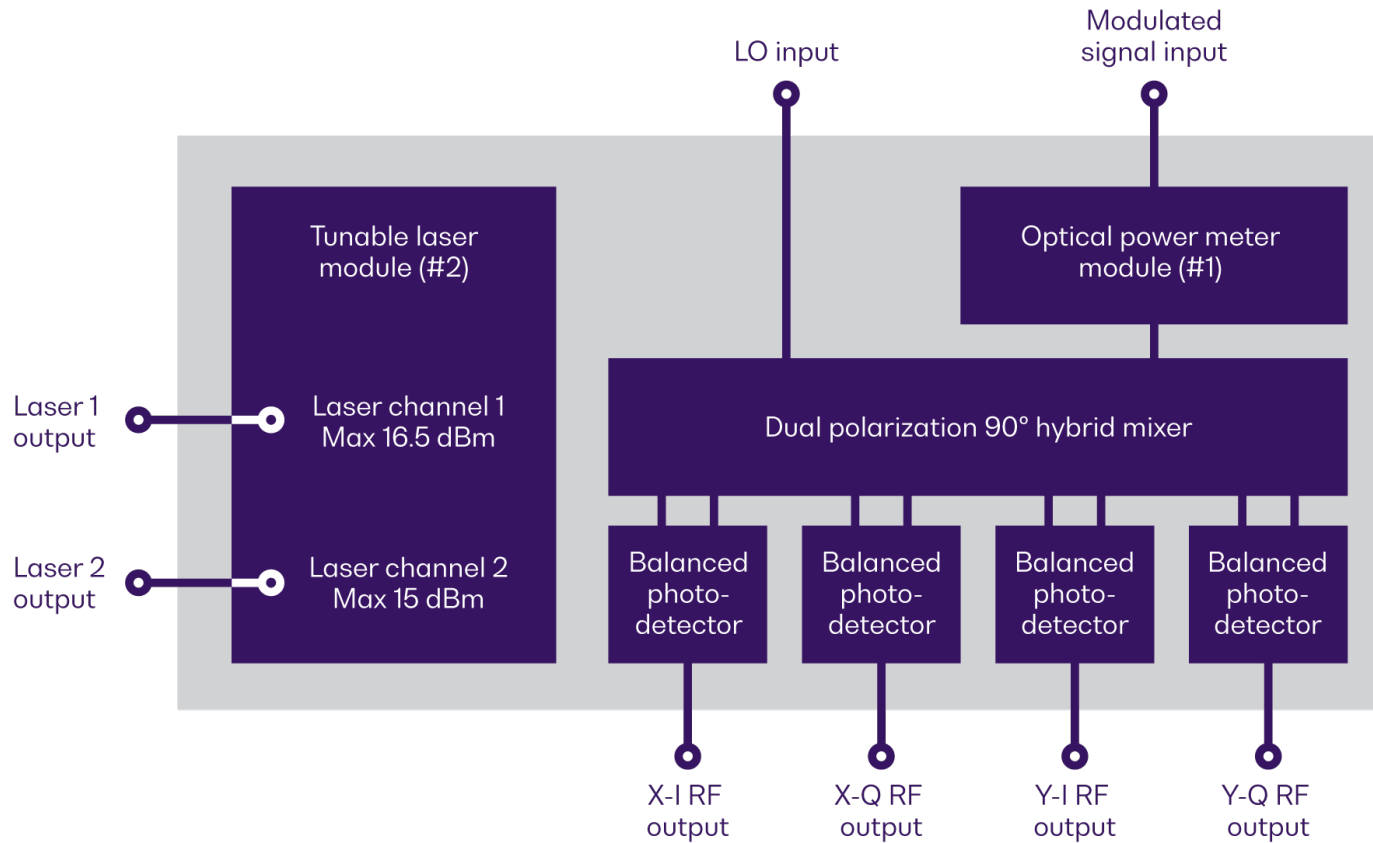 LO input
Modulated
signal input
Tunable laser
module (#2)
Optical power meter
module (#1)
Laser 1
output
Laser channel 1
Max 16.5 dBm
Dual polarization 90° hybrid mixer
Laser 2
output
Laser channel 2
Max 15 dBm
Balanced
photo-
detector
Balanced
photo-
detector
Balanced
photo-
detector
Balanced
photo-
detector
X-I RF
output
X-Q RF
output
Y-I RF
output
Y-Q RF
output